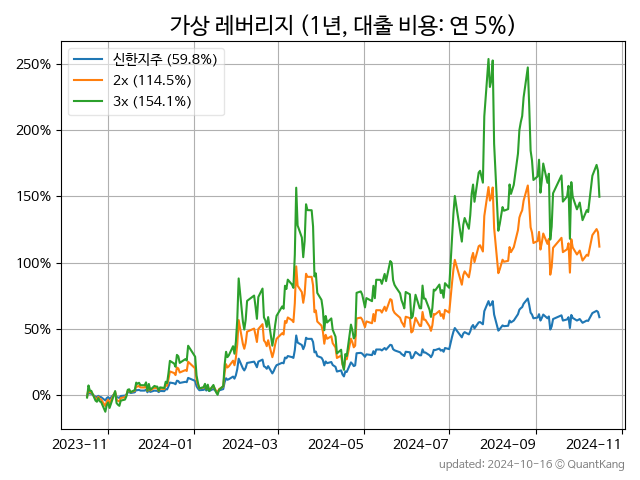 가상 레버리지 (1년, 대출 비용: 연 5%)
신한지주 (59.8%)
2x (114.5%)
3x (154.1%)
250%
200%
150%
100%
50%
0%
2023-11 2024-01 2024-03 2024-05 2024-07 2024-09 2024-11
updated: 2024-10-16 © QuantKang